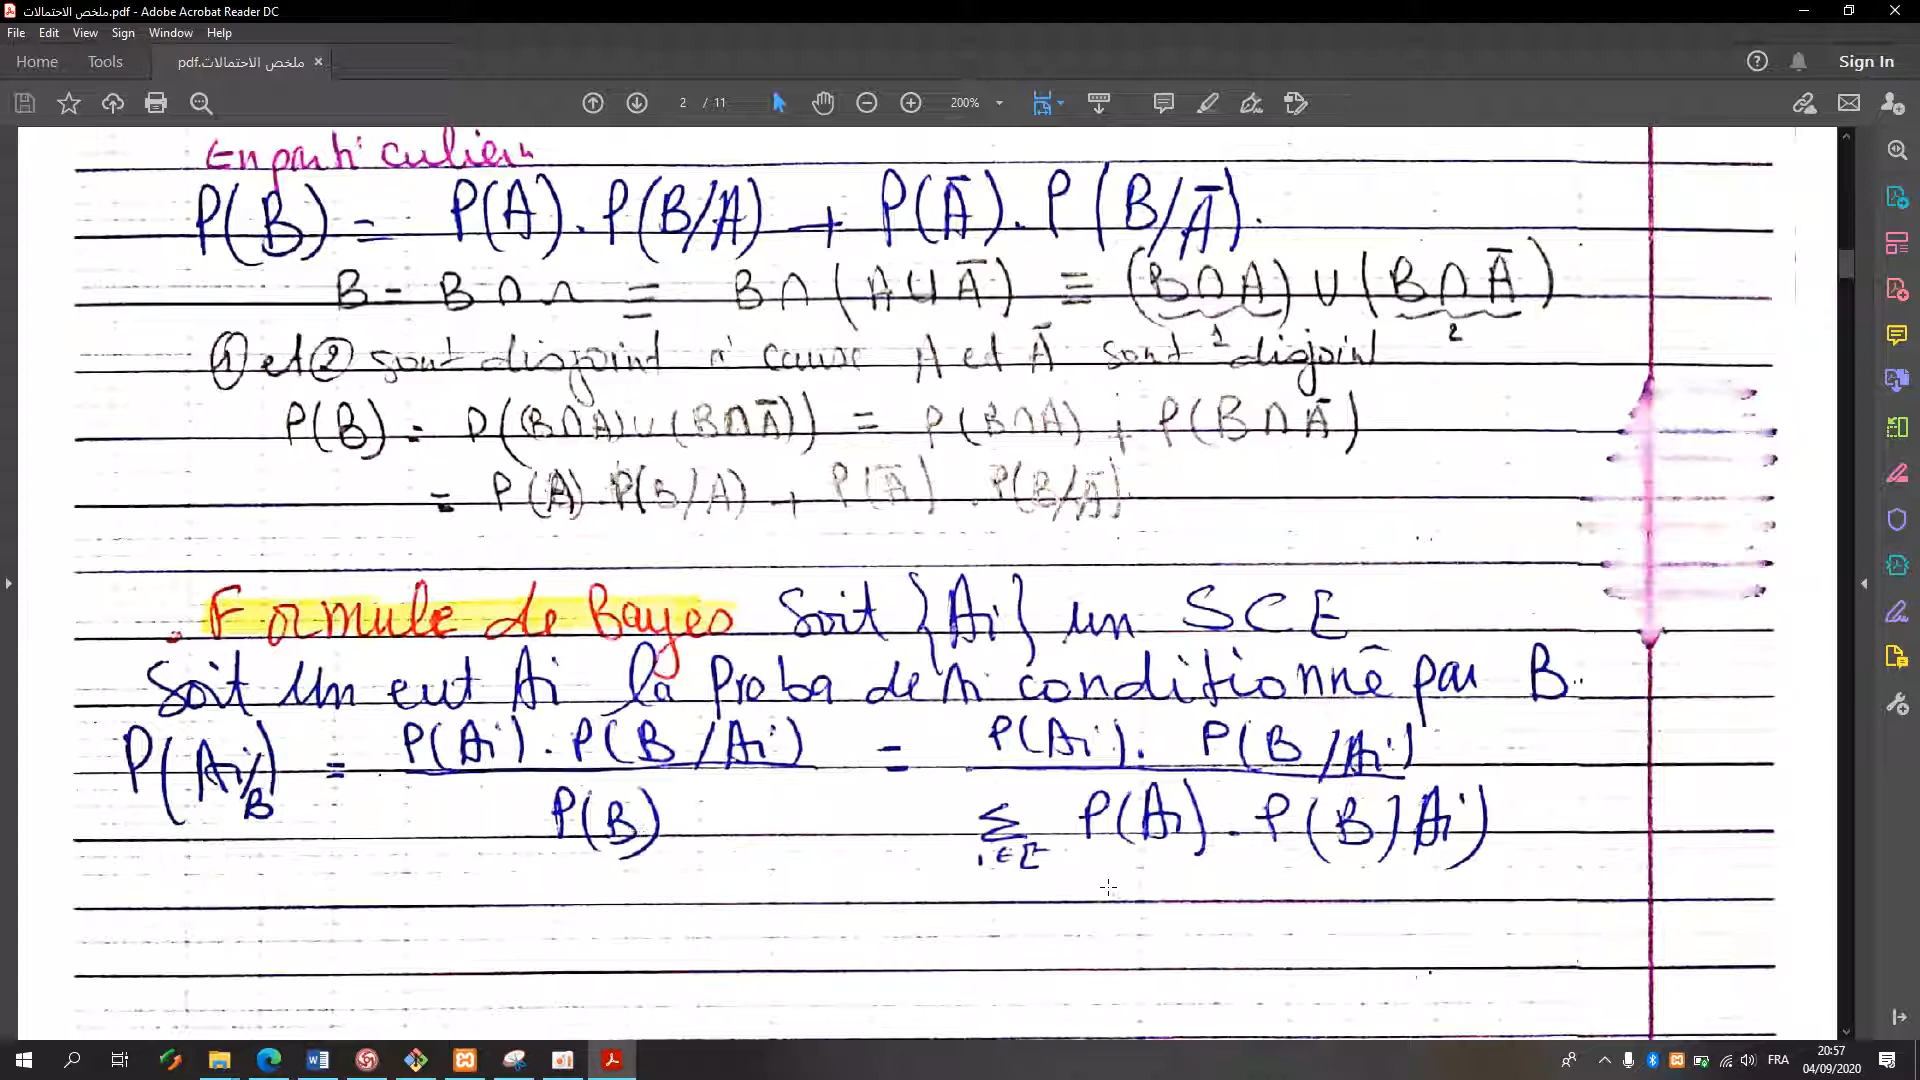 ملخص الاحتمالات.pdf - Adobe Acrobat Reader DC
File Edit View Sign Window Help
Home Tools ملخص الاحتمالات.pdf × Sign In
2 / 11 200%
En particulier
P(B) = P(A). P(B/A) + P(Ā). P(B/Ā).
B = B ∩ Ω = B∩(A∪Ā) = (B∩A) ∪ (B∩Ā)
1 2
① et ② sont disjoint à cause A et Ā sont disjoint
P(B) = P((B∩A)∪(B∩Ā)) = P(B∩A) + P(B∩Ā)
= P(A) . P(B/A) + P(Ā) . P(B/Ā).
. Formule de Bayes Soit {Ai} un SCE
Soit un evt Ai la proba de Ai conditionné par B.
P(Ai/B) = P(Ai). P(B/Ai) / P(B) = P(Ai). P(B/Ai) / Σ i∈I P(Ai). P(B/Ai)
FRA
20:57
04/09/2020